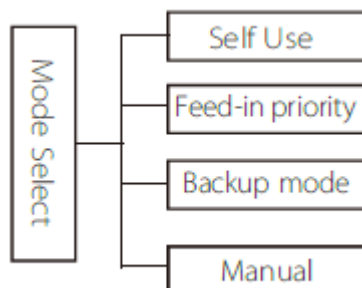 Mode Select
Self Use
Feed-in priority
Backup mode
Manual